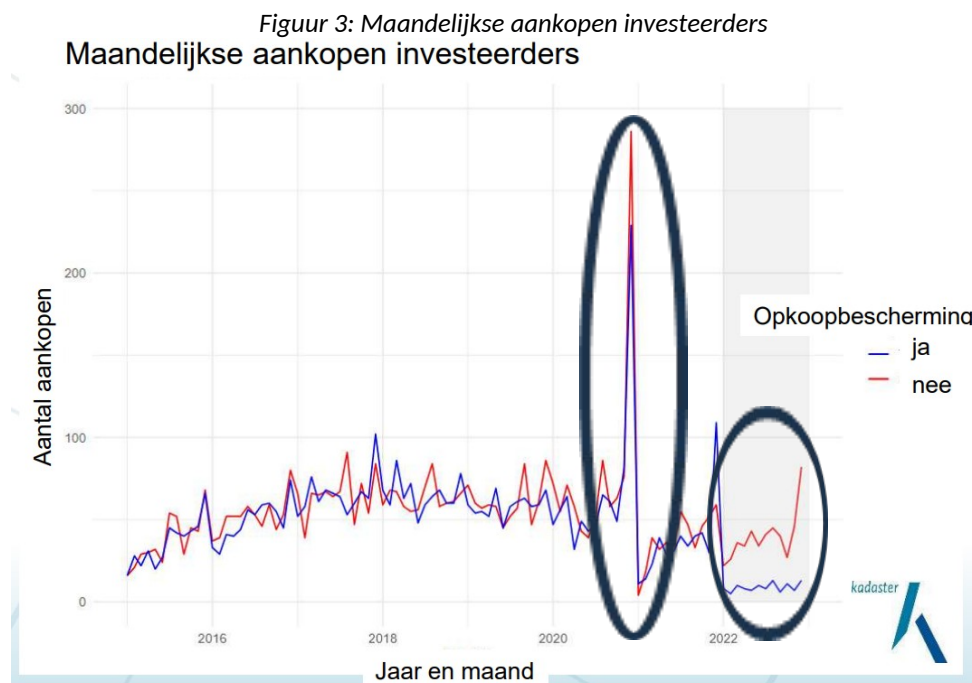 Figuur 3: Maandelijkse aankopen investeerders
Maandelijkse aankopen investeerders
300
200
100
0
Aantal aankopen
2016
2018
2020
2022
Jaar en maand
Opkoopbescherming
ja
nee
kadaster